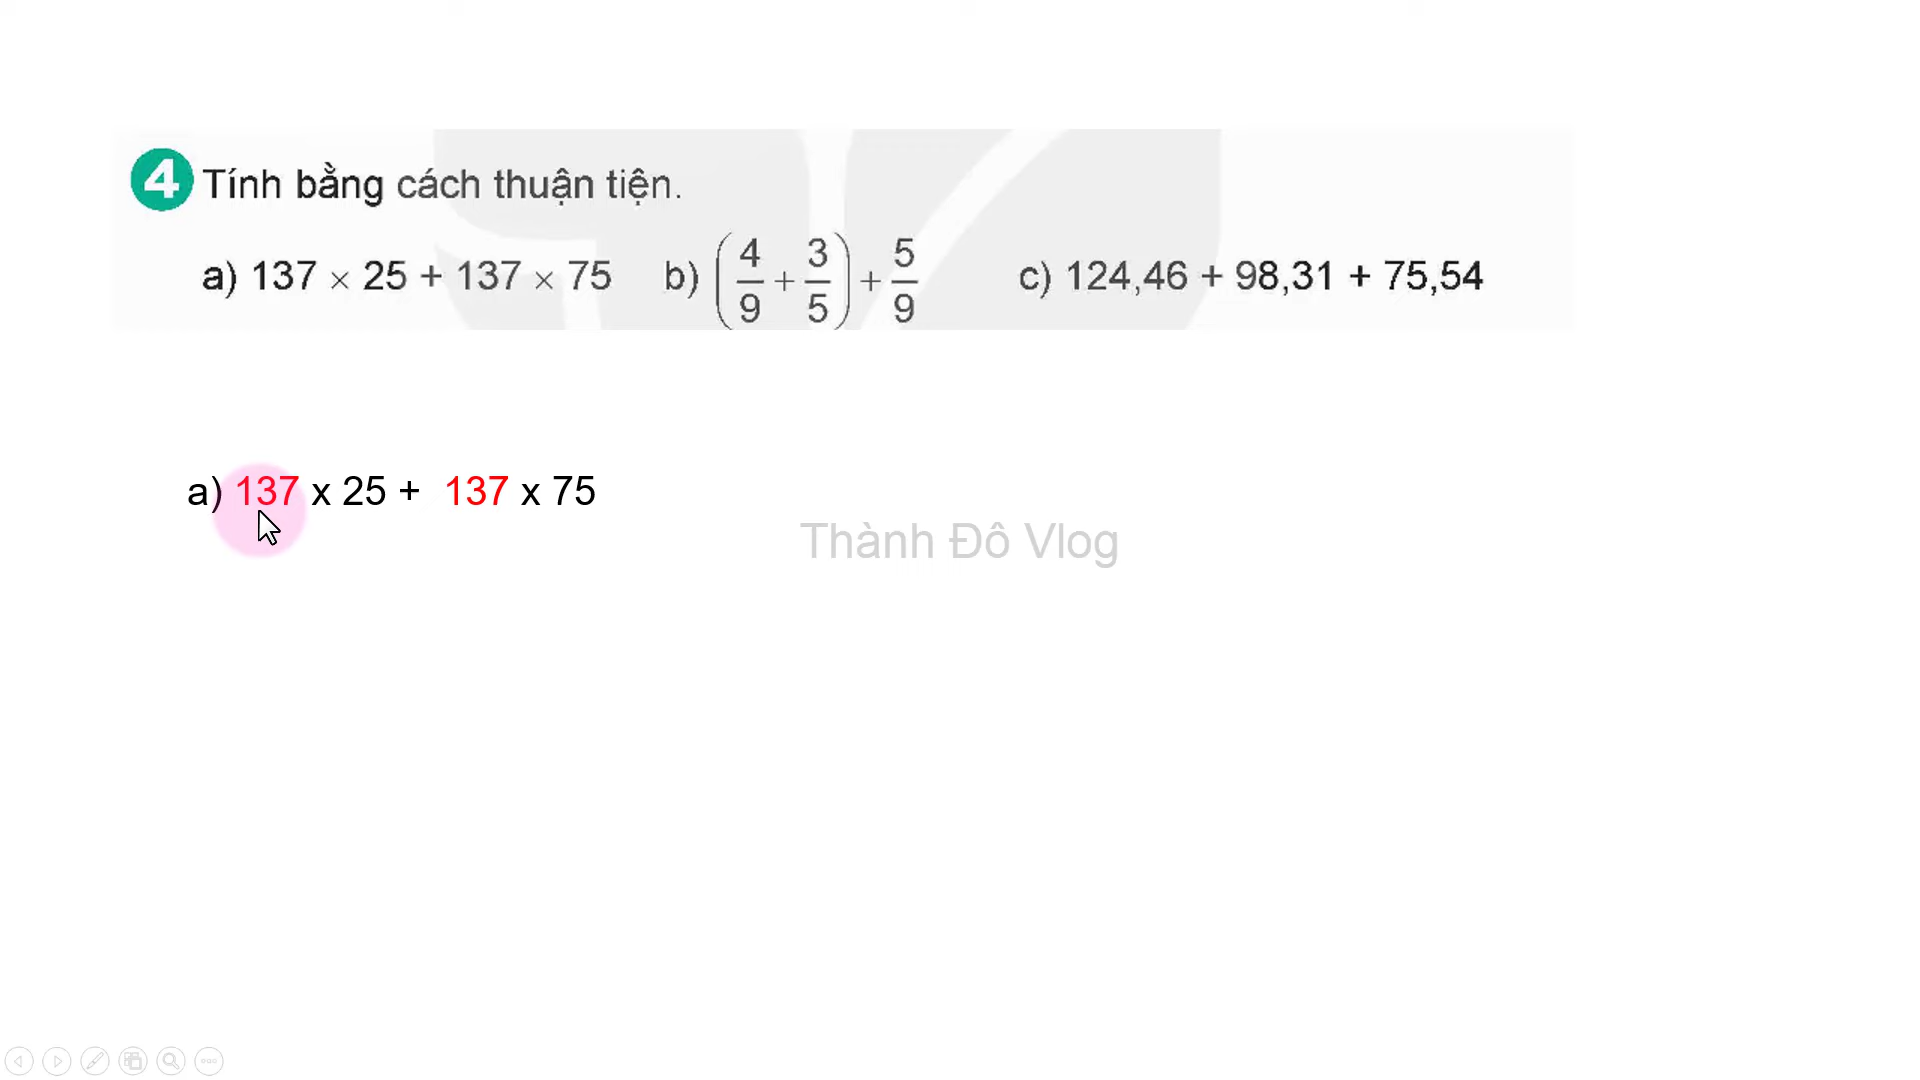 4 Tính bằng cách thuận tiện.
a) 137 × 25 + 137 × 75 b) (4/9 + 3/5) + 5/9 c) 124,46 + 98,31 + 75,54
a) 137 x 25 + 137 x 75
Thành Đô Vlog